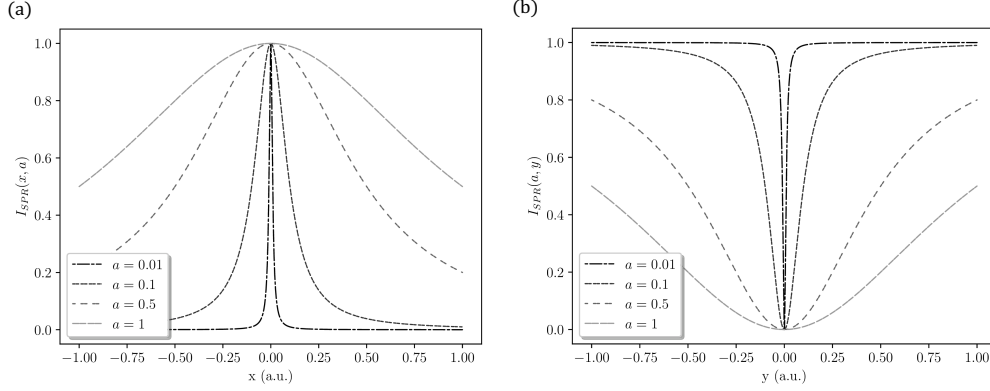 (a)
1.0
0.8
0.6
0.4
0.2
0.0
I_{SPR}(x, a)
a = 0.01
a = 0.1
a = 0.5
a = 1
−1.00 −0.75 −0.50 −0.25 0.00 0.25 0.50 0.75 1.00
x (a.u.)
(b)
1.0
0.8
0.6
0.4
0.2
0.0
I_{SPR}(a, y)
a = 0.01
a = 0.1
a = 0.5
a = 1
−1.00 −0.75 −0.50 −0.25 0.00 0.25 0.50 0.75 1.00
y (a.u.)